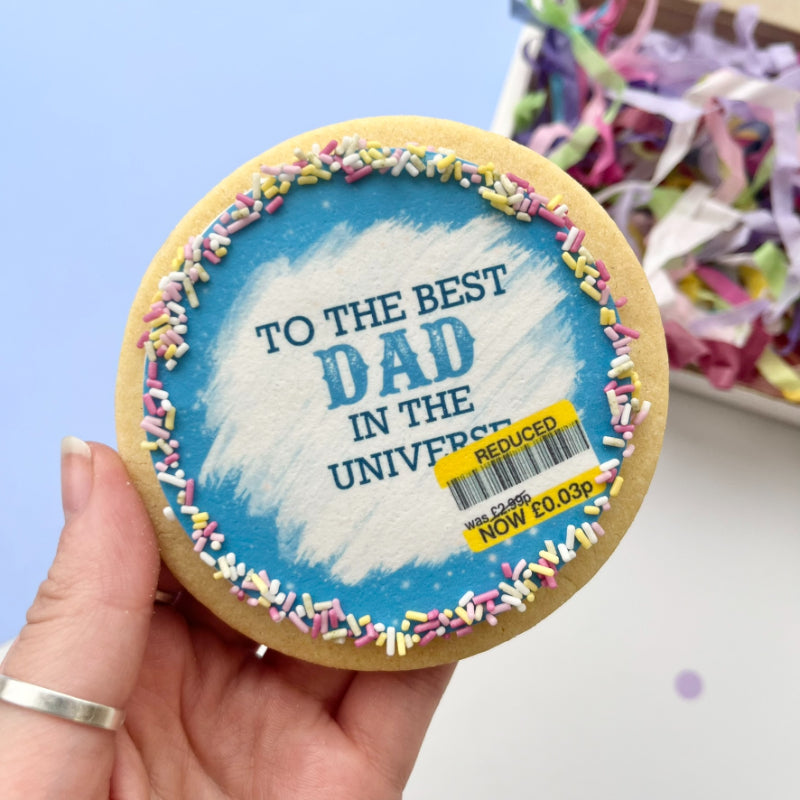 TO THE BEST
DAD
IN THE
UNIVERSE
REDUCED
was £2.99p
NOW £0.03p